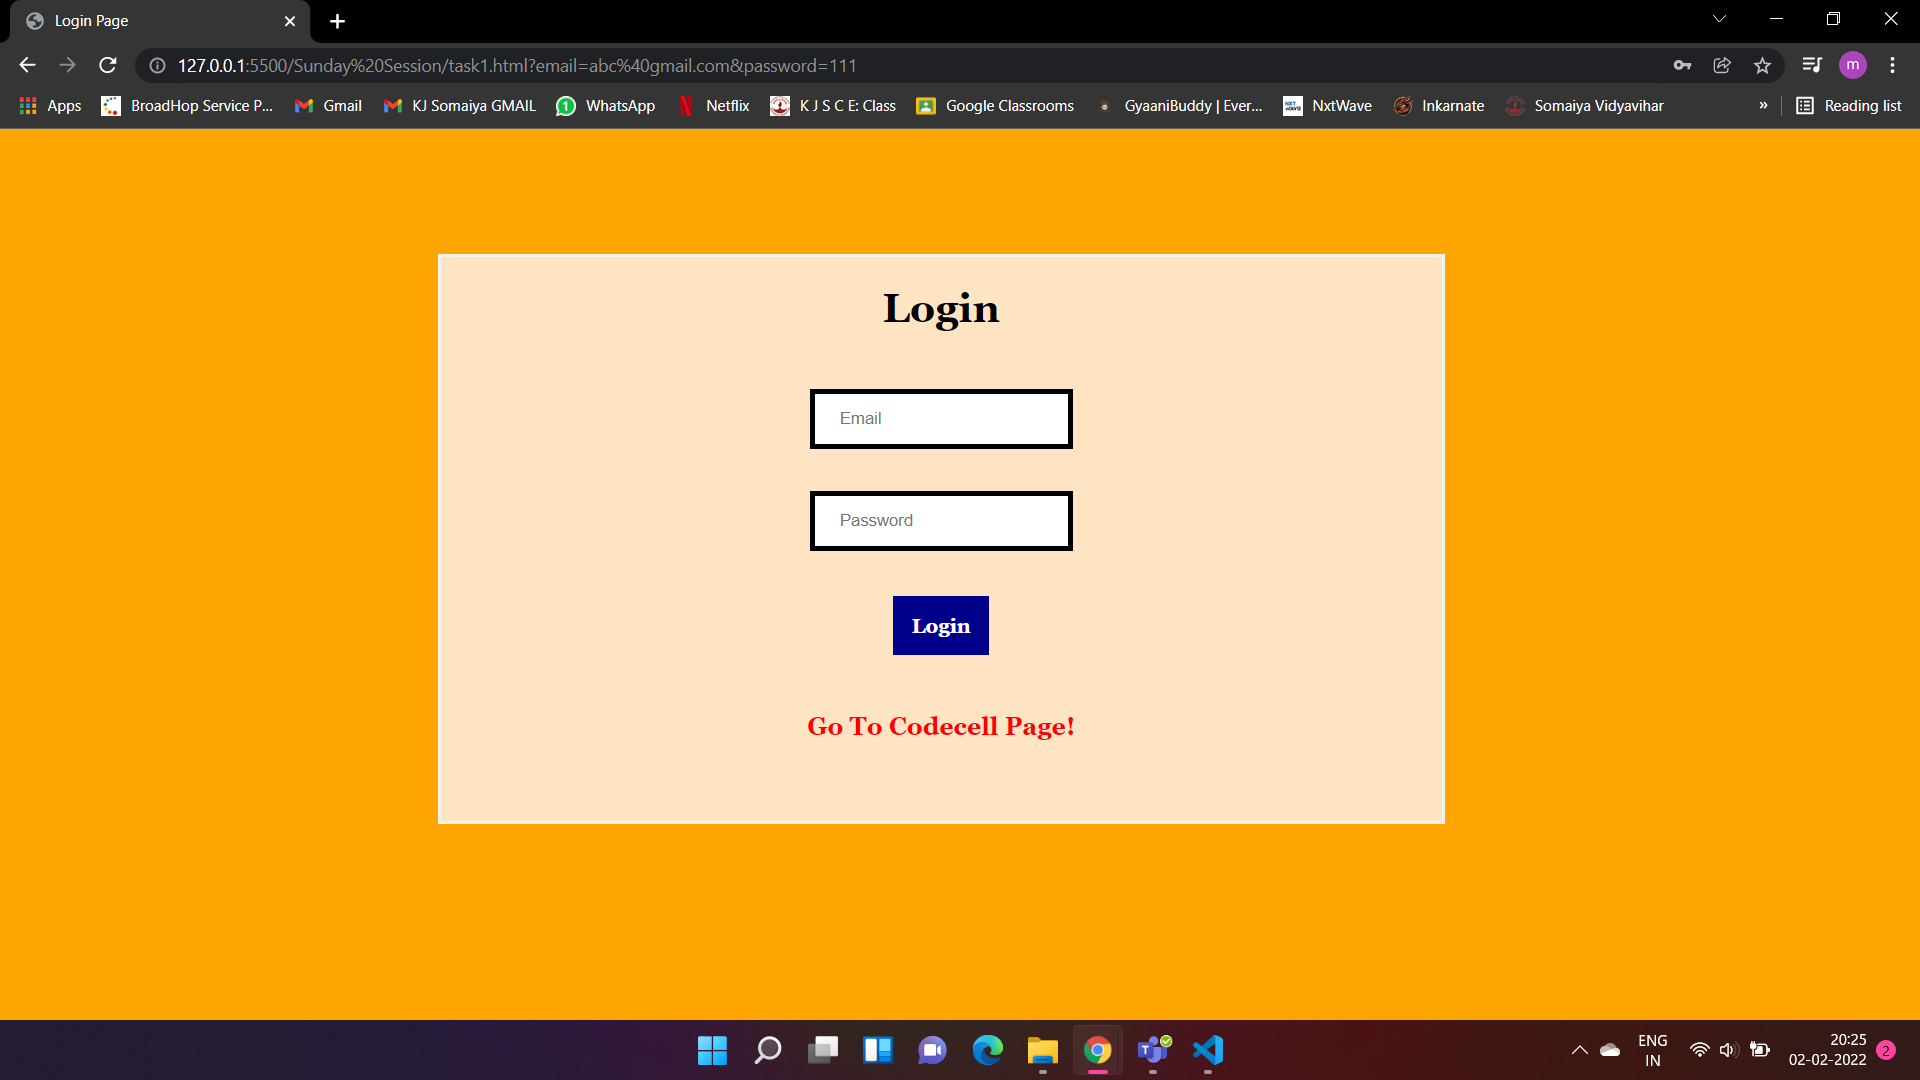 Login Page
127.0.0.1:5500/Sunday%20Session/task1.html?email=abc%40gmail.com&password=111
m
Apps BroadHop Service P... Gmail KJ Somaiya GMAIL 1 WhatsApp Netflix K J S C E: Class Google Classrooms GyaaniBuddy | Ever... NxtWave Inkarnate Somaiya Vidyavihar » Reading list
Login
Email
Password
Login
Go To Codecell Page!
ENG 20:25
IN 02-02-2022 2